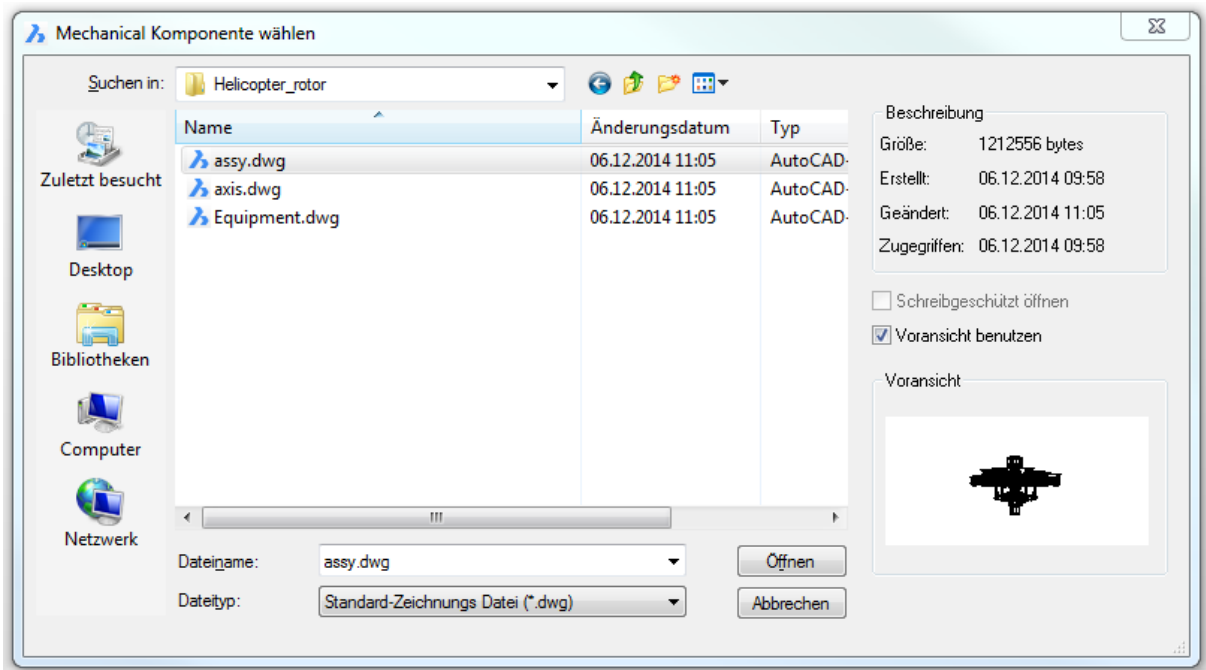 Mechanical Komponente wählen
Suchen in: Helicopter_rotor
Name Änderungsdatum Typ
assy.dwg 06.12.2014 11:05 AutoCAD-
axis.dwg 06.12.2014 11:05 AutoCAD-
Equipment.dwg 06.12.2014 11:05 AutoCAD-
Zuletzt besucht
Desktop
Bibliotheken
Computer
Netzwerk
Dateiname: assy.dwg Öffnen
Dateityp: Standard-Zeichnungs Datei (*.dwg) Abbrechen
Beschreibung
Größe: 1212556 bytes
Erstellt: 06.12.2014 09:58
Geändert: 06.12.2014 11:05
Zugegriffen: 06.12.2014 09:58
Schreibgeschützt öffnen
Voransicht benutzen
Voransicht